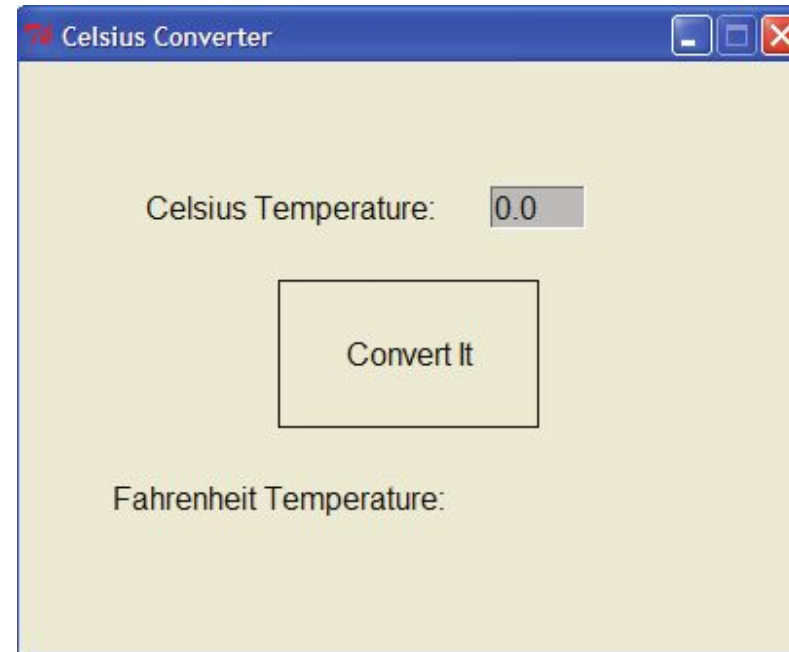 Celsius Converter
Celsius Temperature: 0.0
Convert It
Fahrenheit Temperature: